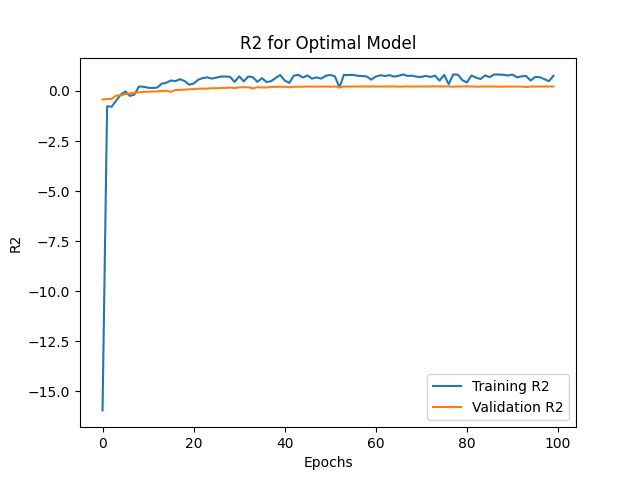 R2 for Optimal Model
0.0
−2.5
−5.0
−7.5
−10.0
−12.5
−15.0
R2
0
20
40
60
80
100
Epochs
Training R2
Validation R2